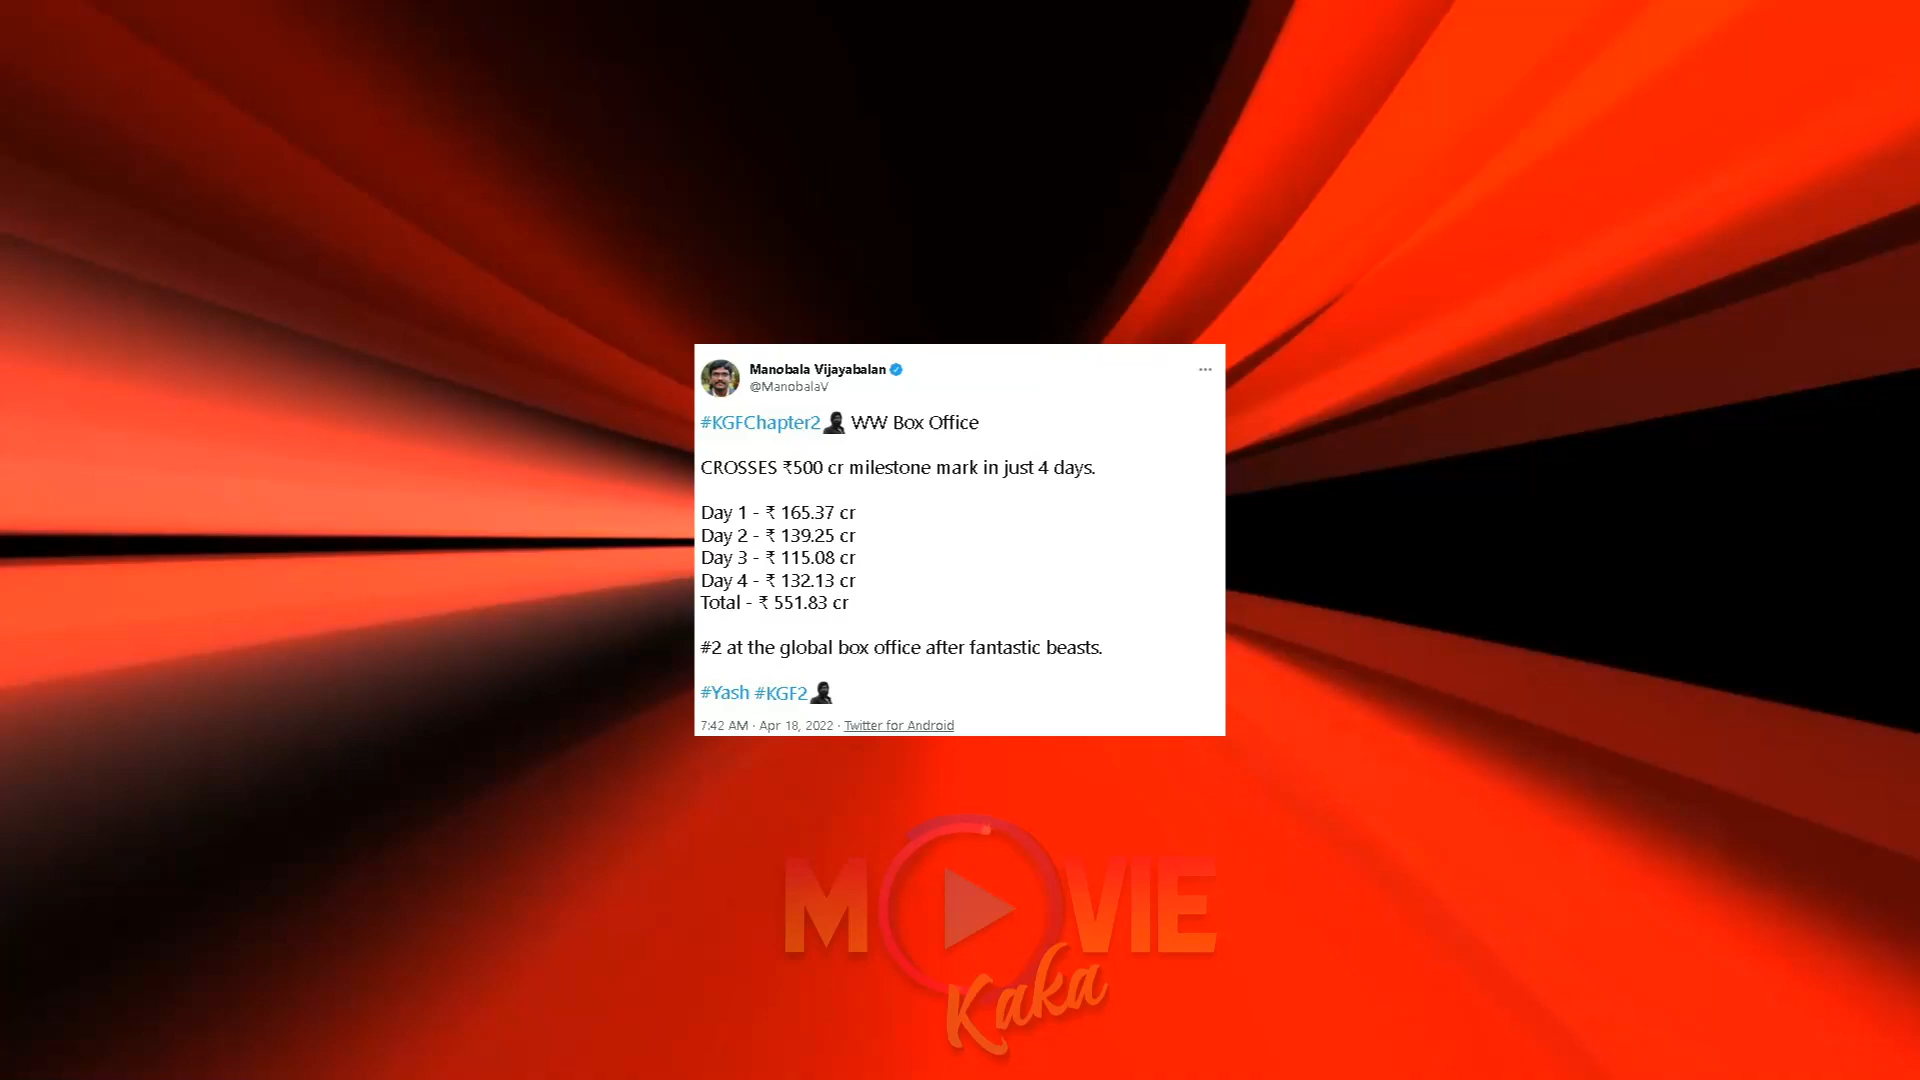 Manobala Vijayabalan
@ManobalaV
#KGFChapter2 WW Box Office
CROSSES ₹500 cr milestone mark in just 4 days.
Day 1 - ₹ 165.37 cr
Day 2 - ₹ 139.25 cr
Day 3 - ₹ 115.08 cr
Day 4 - ₹ 132.13 cr
Total - ₹ 551.83 cr
#2 at the global box office after fantastic beasts.
#Yash #KGF2
7:42 AM · Apr 18, 2022 · Twitter for Android
MOVIE
Kaka